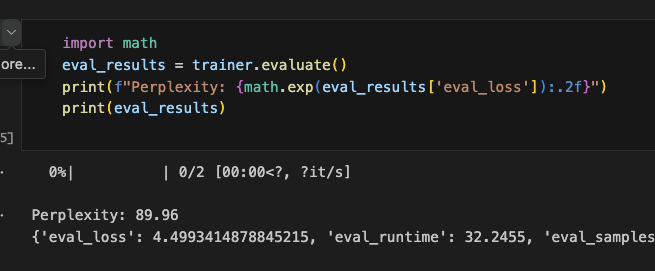 import math
ore...
eval_results = trainer.evaluate()
print(f"Perplexity: {math.exp(eval_results['eval_loss']):.2f}")
print(eval_results)
5]
0%| | 0/2 [00:00<?, ?it/s]
Perplexity: 89.96
{'eval_loss': 4.4993414878845215, 'eval_runtime': 32.2455, 'eval_samples